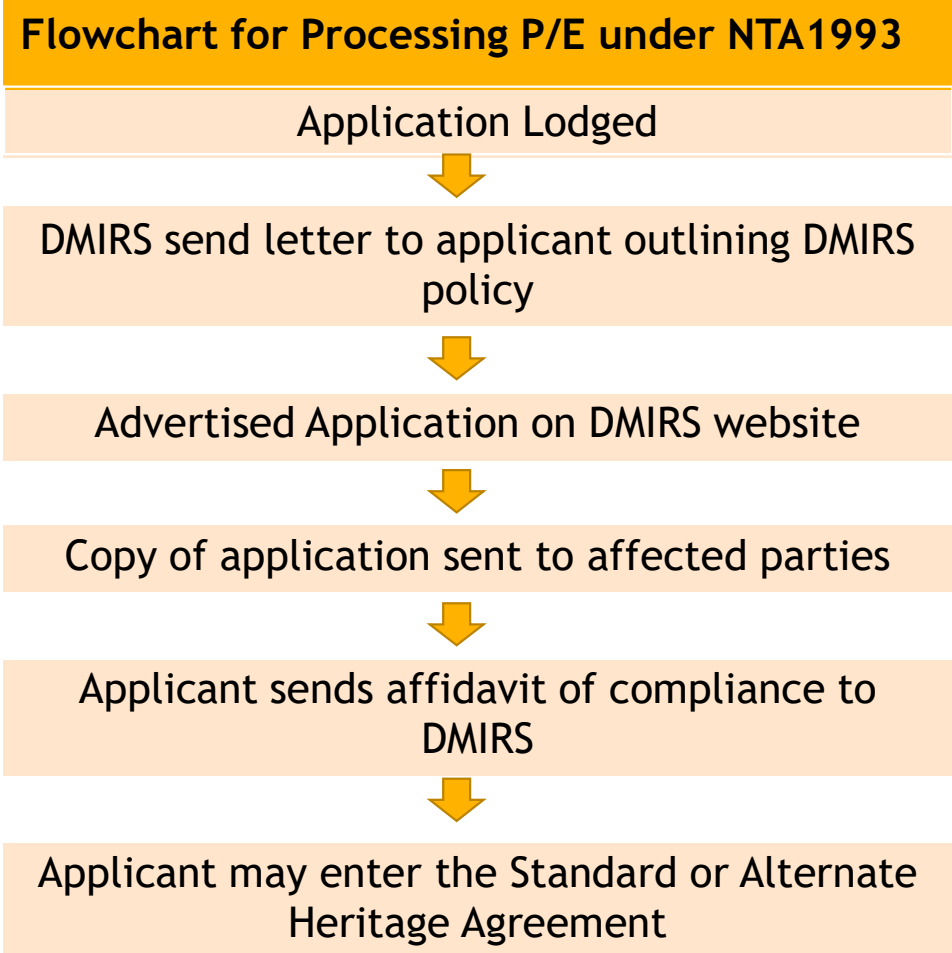 Flowchart for Processing P/E under NTA1993
Application Lodged
DMIRS send letter to applicant outlining DMIRS
policy
Advertised Application on DMIRS website
Copy of application sent to affected parties
Applicant sends affidavit of compliance to
DMIRS
Applicant may enter the Standard or Alternate
Heritage Agreement